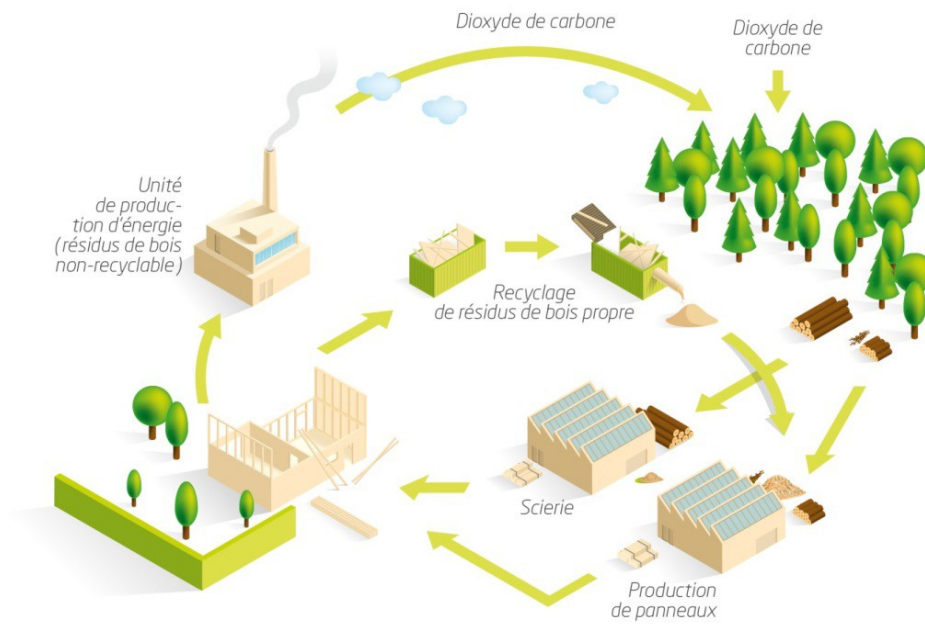 Dioxyde de carbone
Dioxyde de
carbone
Unité
de produc-
tion d'énergie
(résidus de bois
non-recyclable)
Recyclage
de résidus de bois propre
Scierie
Production
de panneaux